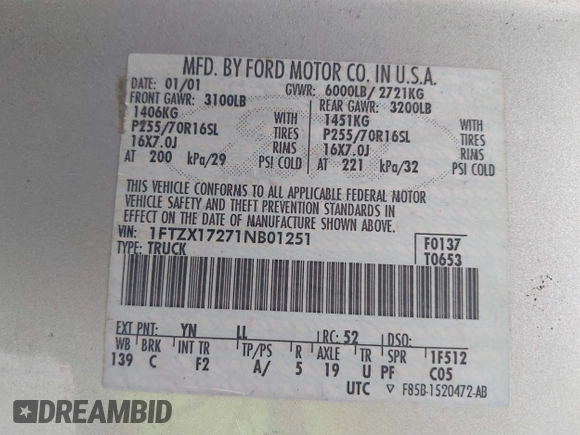 MFD. BY FORD MOTOR CO. IN U.S.A.
DATE: 01/01 GVWR: 6000LB/ 2721KG
FRONT GAWR: 3100LB REAR GAWR: 3200LB
1406KG WITH 1451KG WITH
P255/70R16SL TIRES P255/70R16SL TIRES
16X7.0J RIMS 16X7.0J RIMS
AT 200 kPa/29 PSI COLD AT 221 kPa/32 PSI COLD
THIS VEHICLE CONFORMS TO ALL APPLICABLE FEDERAL MOTOR
VEHICLE SAFETY AND THEFT PREVENTION STANDARDS IN
EFFECT ON THE DATE OF MANUFACTURE SHOWN ABOVE.
VIN: 1FTZX17271NB01251 F0137
TYPE: TRUCK T0653
EXT PNT: YN LL RC: 52 DSO:
WB BRK INT TR TP/PS R AXLE TR SPR 1F512
139 C F2 A/ 5 19 U PF C05
UTC ▽ F85B-1520472-AB
DREAMBID